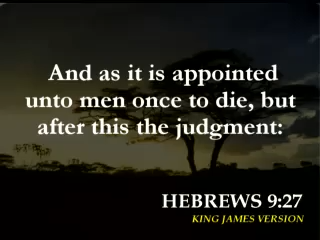 And as it is appointed
unto men once to die, but
after this the judgment:
HEBREWS 9:27
KING JAMES VERSION